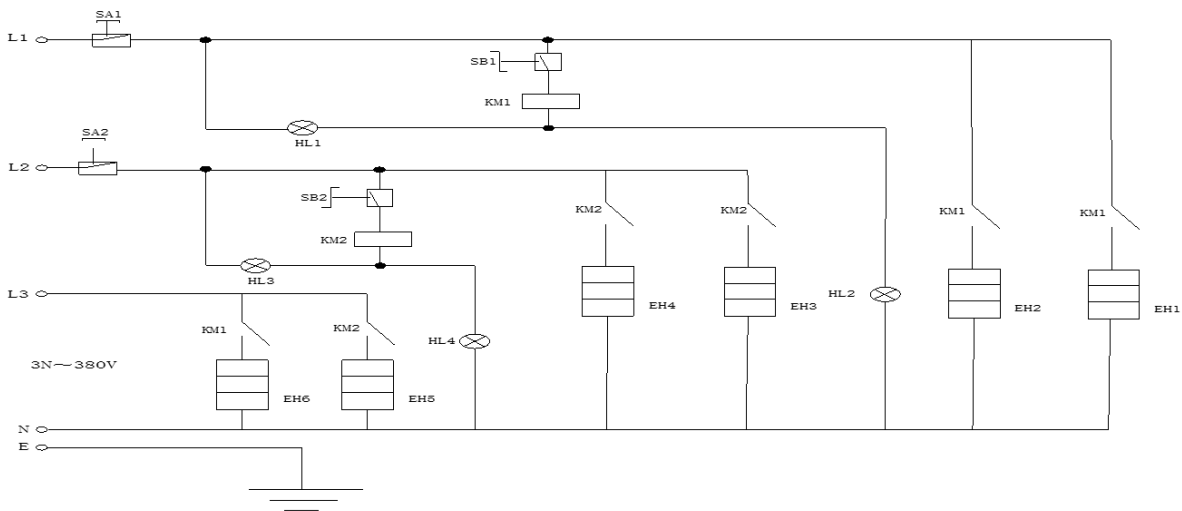 SA1
L1
SB1
KM1
HL1
SA2
L2
SB2
KM2
HL3
KM2
KM2
KM1
KM1
L3
EH4
EH3
HL2
EH2
EH1
KM1
KM2
HL4
3N～380V
EH6
EH5
N
E